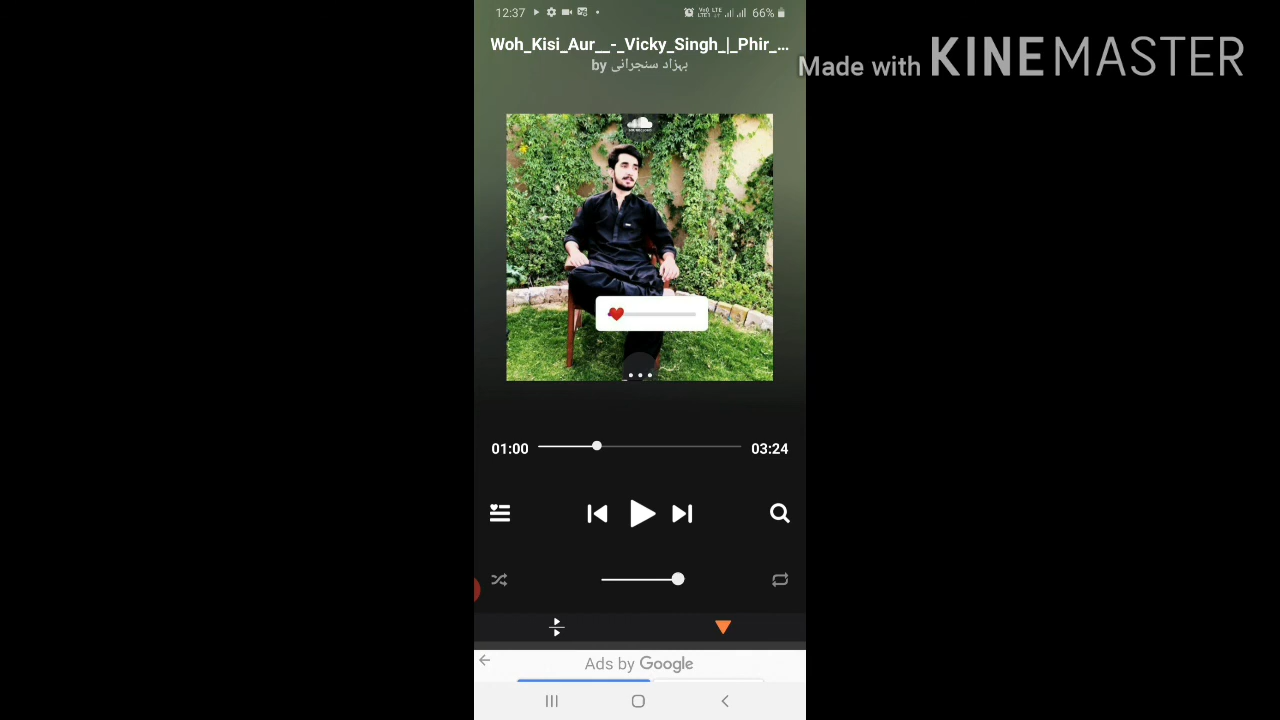 12:37
66%
Woh_Kisi_Aur__-_Vicky_Singh_|_Phir_...
by بہزاد سنجرانی
Made with KINEMASTER
01:00
03:24
Ads by Google